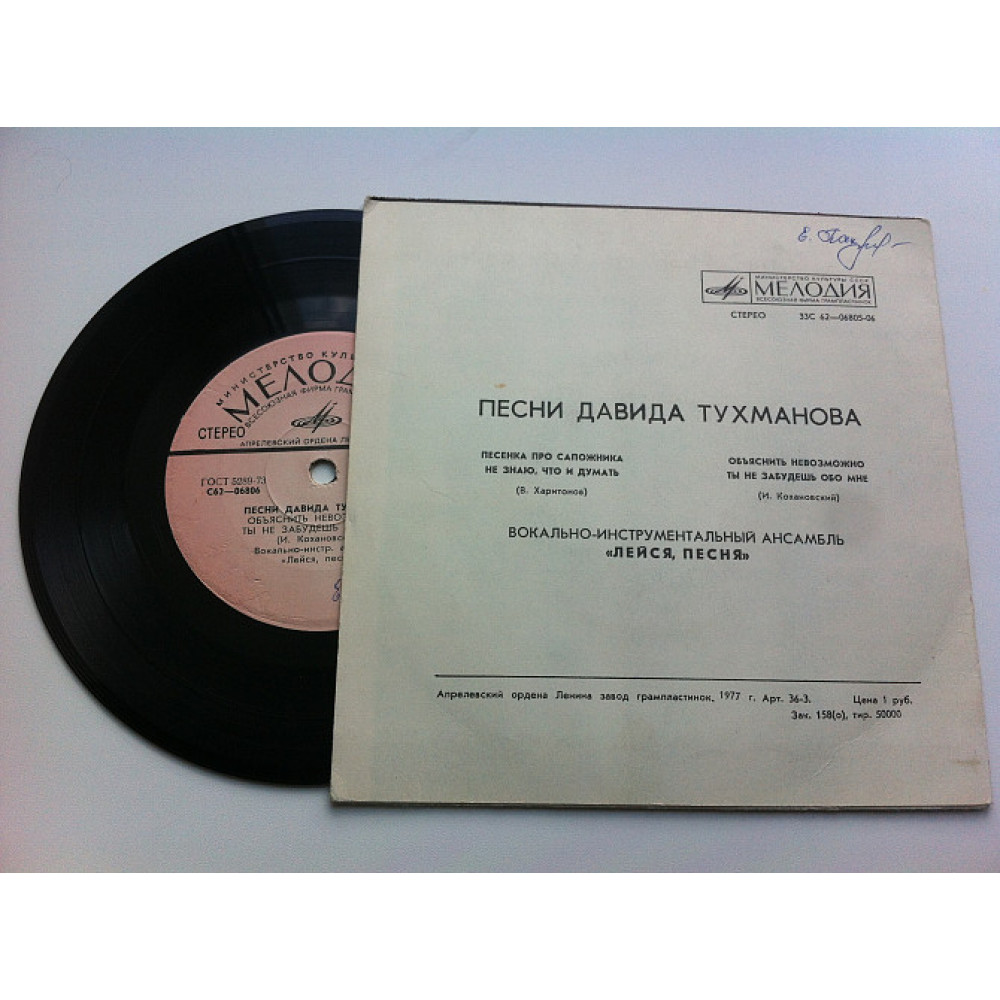 МИНИСТЕРСТВО КУЛЬ
МЕЛОД
ВСЕСОЮЗНАЯ ФИРМА ГРАМ
СТЕРЕО
АПРЕЛЕВСКИЙ ОРДЕНА ЛЕ
ГОСТ 5289-73
С62—06806
ПЕСНИ ДАВИДА ТУ
ОБЪЯСНИТЬ НЕВО
ТЫ НЕ ЗАБУДЕШЬ
(И. Кохановс
Вокально-инстр. а
«Лейся, пес
МИНИСТЕРСТВО КУЛЬТУРЫ СССР
МЕЛОДИЯ
ВСЕСОЮЗНАЯ ФИРМА ГРАМПЛАСТИНОК
СТЕРЕО 33С 62—06805-06
ПЕСНИ ДАВИДА ТУХМАНОВА
ПЕСЕНКА ПРО САПОЖНИКА
НЕ ЗНАЮ, ЧТО И ДУМАТЬ
(В. Харитонов)
ОБЪЯСНИТЬ НЕВОЗМОЖНО
ТЫ НЕ ЗАБУДЕШЬ ОБО МНЕ
(И. Кохановский)
ВОКАЛЬНО-ИНСТРУМЕНТАЛЬНЫЙ АНСАМБЛЬ
«ЛЕЙСЯ, ПЕСНЯ»
Апрелевский ордена Ленина завод грампластинок. 1977 г. Арт. 36-3. Цена 1 руб.
Зак. 158(о), тир. 50000